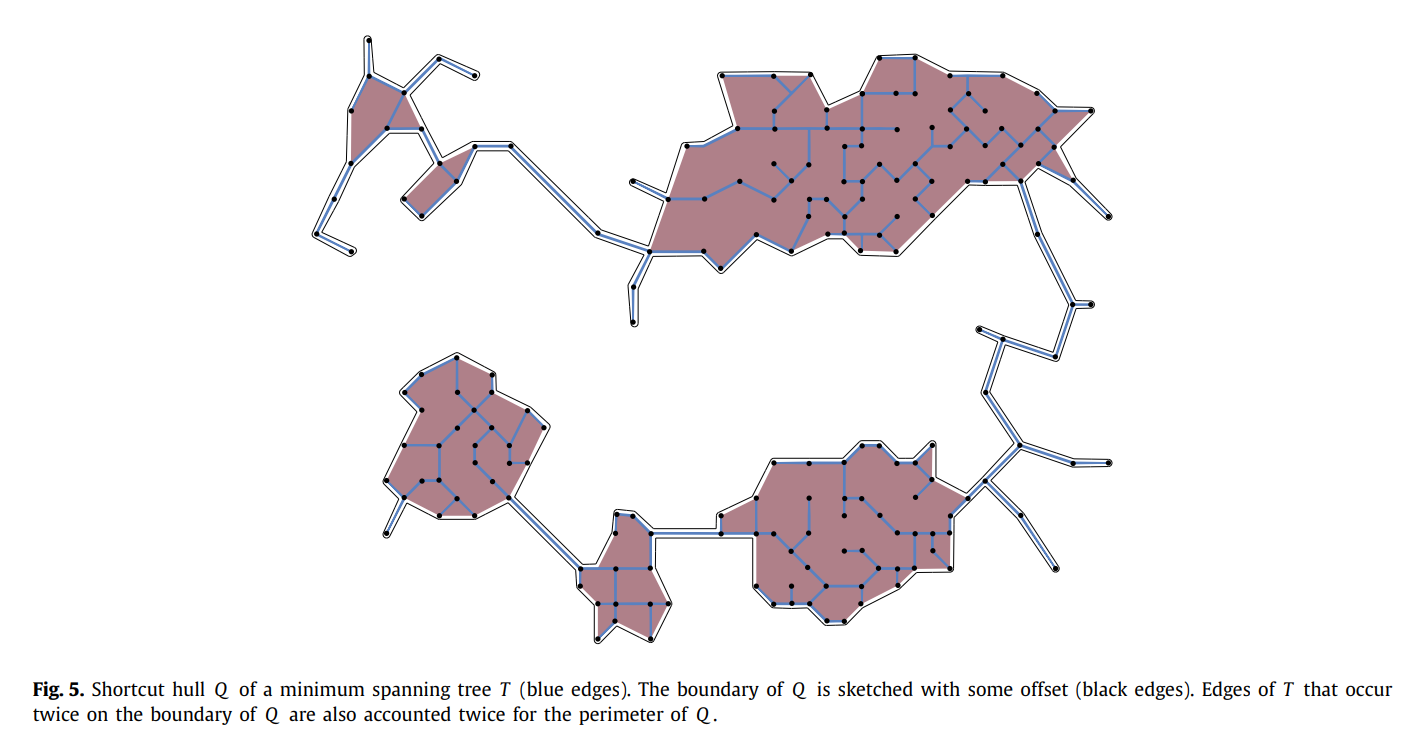 Fig. 5. Shortcut hull Q of a minimum spanning tree T (blue edges). The boundary of Q is sketched with some offset (black edges). Edges of T that occur
twice on the boundary of Q are also accounted twice for the perimeter of Q.